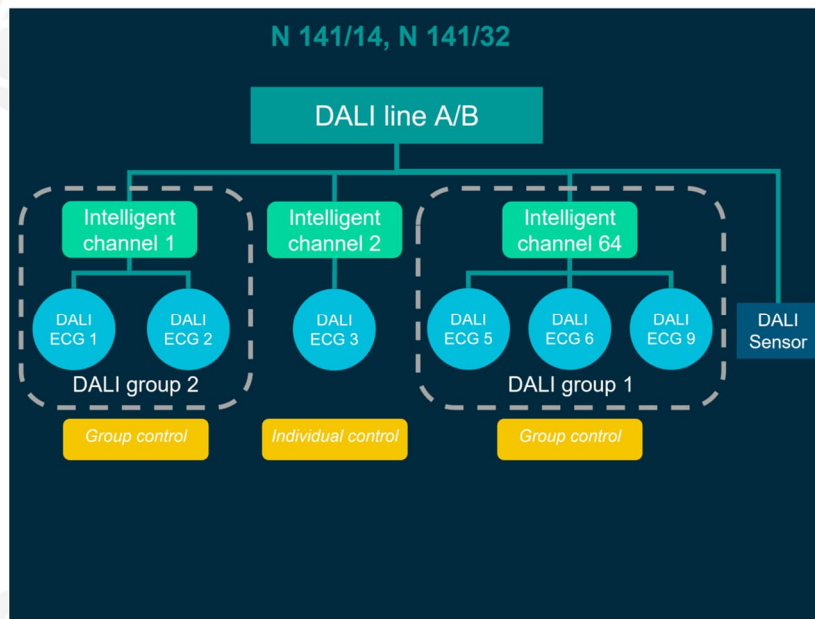 N 141/14, N 141/32
DALI line A/B
Intelligent
channel 1
Intelligent
channel 2
Intelligent
channel 64
DALI
ECG 1
DALI
ECG 2
DALI
ECG 3
DALI
ECG 5
DALI
ECG 6
DALI
ECG 9
DALI
Sensor
DALI group 2
DALI group 1
Group control
Individual control
Group control